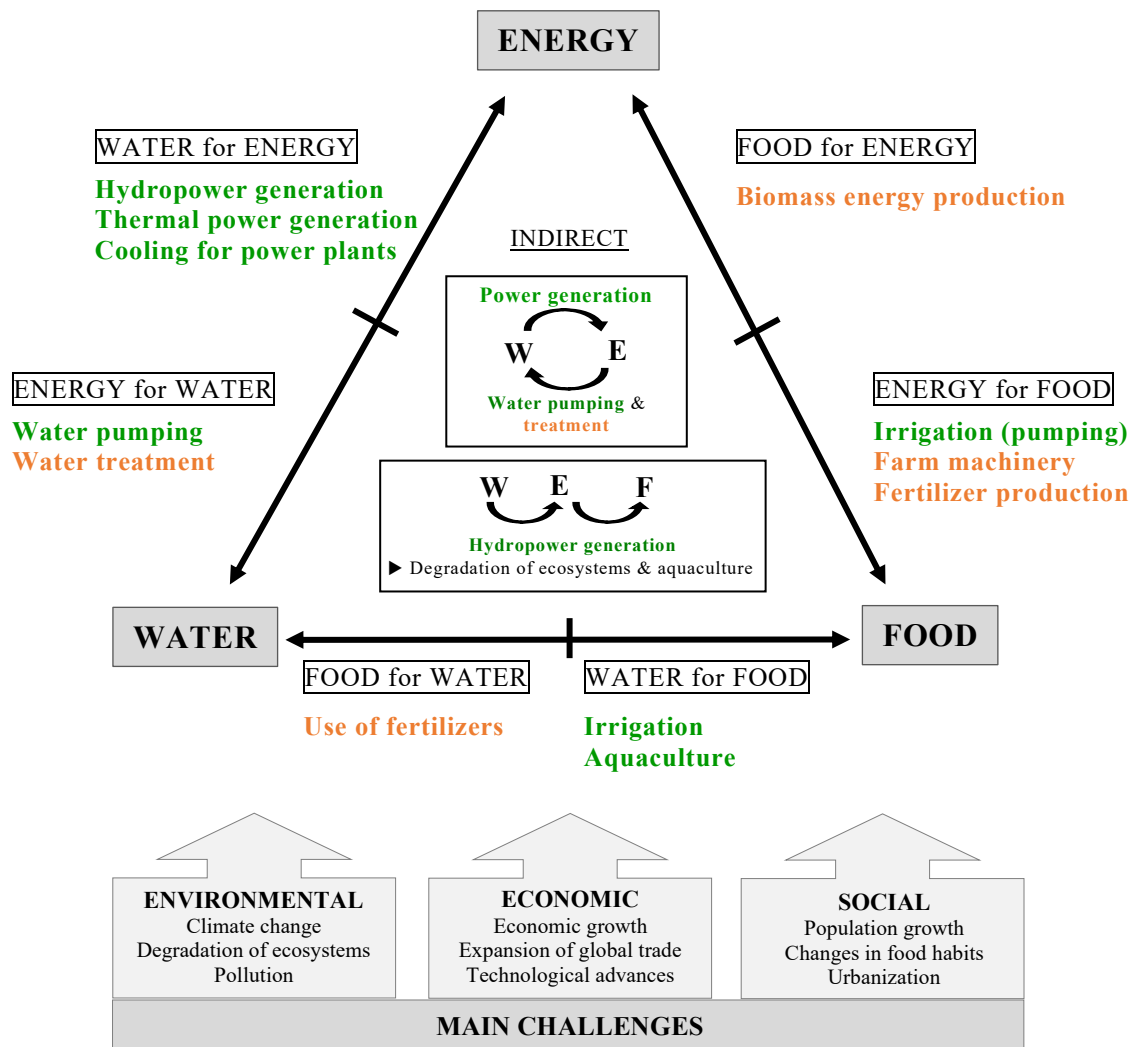 ENERGY
WATER for ENERGY
Hydropower generation
Thermal power generation
Cooling for power plants
FOOD for ENERGY
Biomass energy production
INDIRECT
Power generation
W E
Water pumping &
treatment
ENERGY for WATER
Water pumping
Water treatment
ENERGY for FOOD
Irrigation (pumping)
Farm machinery
Fertilizer production
W E F
Hydropower generation
► Degradation of ecosystems & aquaculture
WATER
FOOD
FOOD for WATER
Use of fertilizers
WATER for FOOD
Irrigation
Aquaculture
ENVIRONMENTAL
Climate change
Degradation of ecosystems
Pollution
ECONOMIC
Economic growth
Expansion of global trade
Technological advances
SOCIAL
Population growth
Changes in food habits
Urbanization
MAIN CHALLENGES